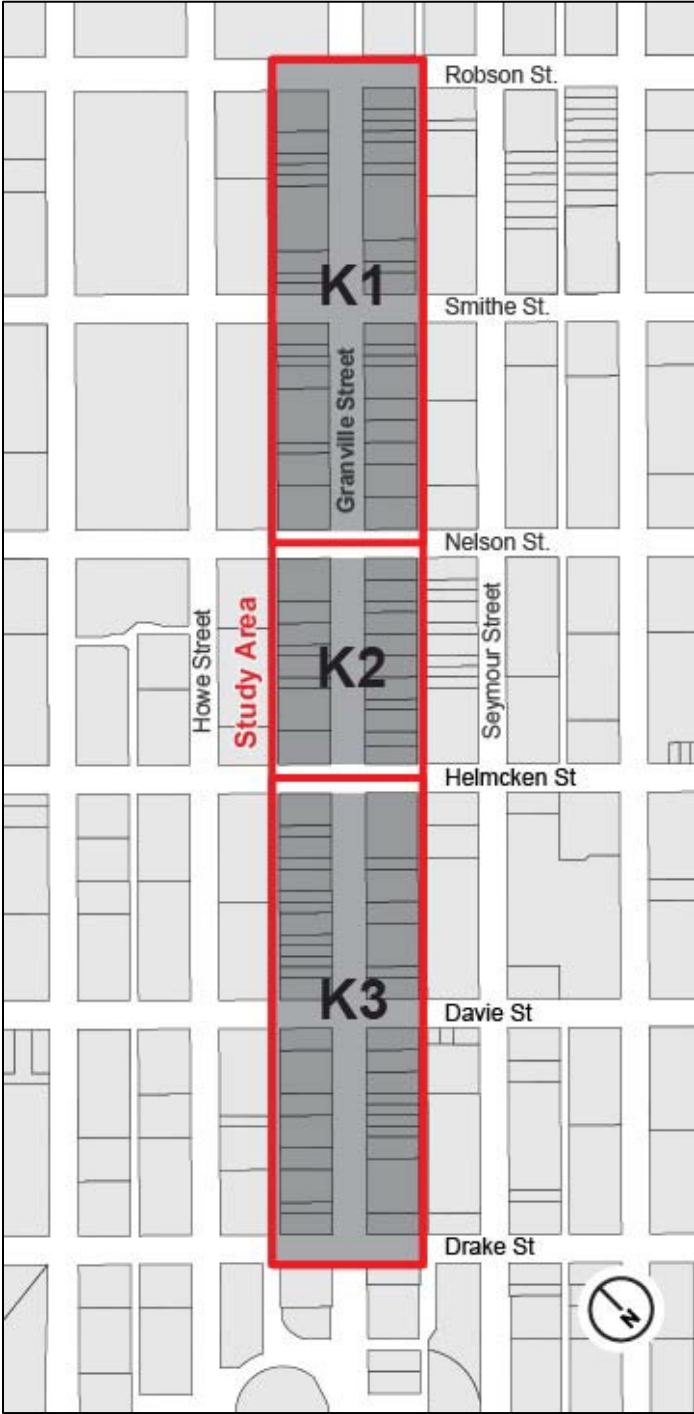 Robson St.
K1
Smithe St.
Granville Street
Nelson St.
Howe Street
Study Area
K2
Seymour Street
Helmcken St
K3
Davie St
Drake St
N